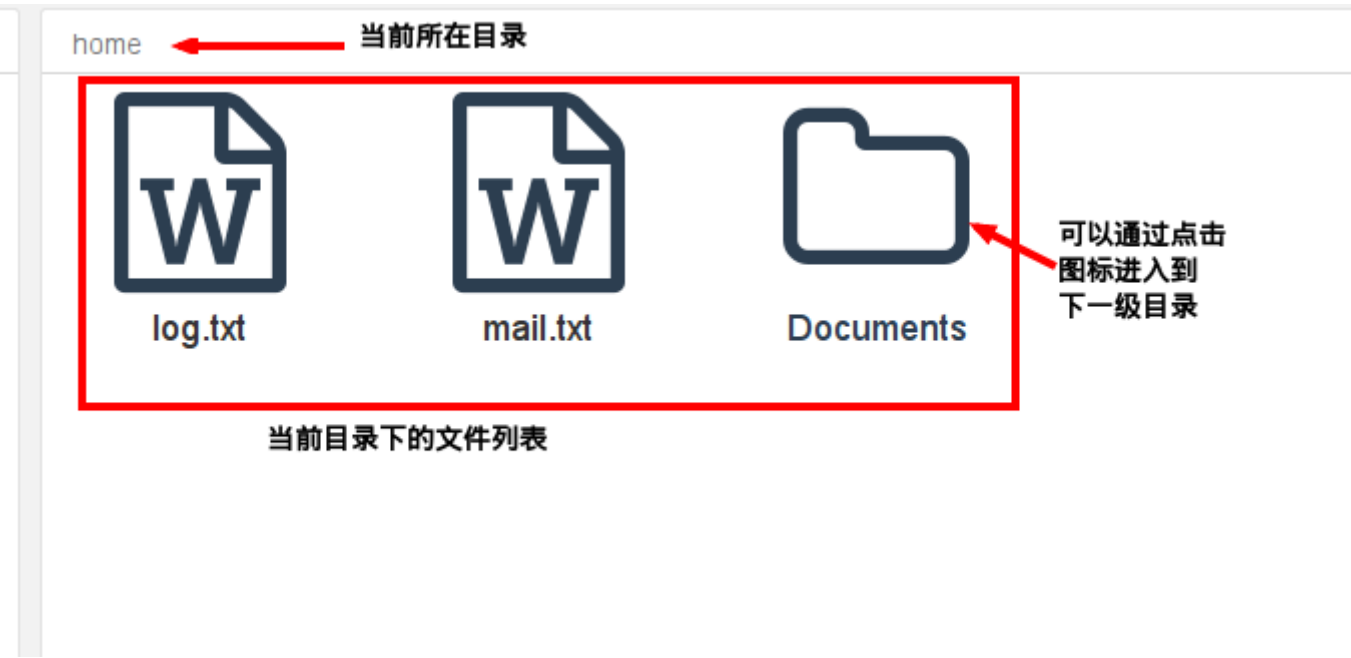 home
当前所在目录
W
W
可以通过点击
图标进入到
下一级目录
log.txt
mail.txt
Documents
当前目录下的文件列表